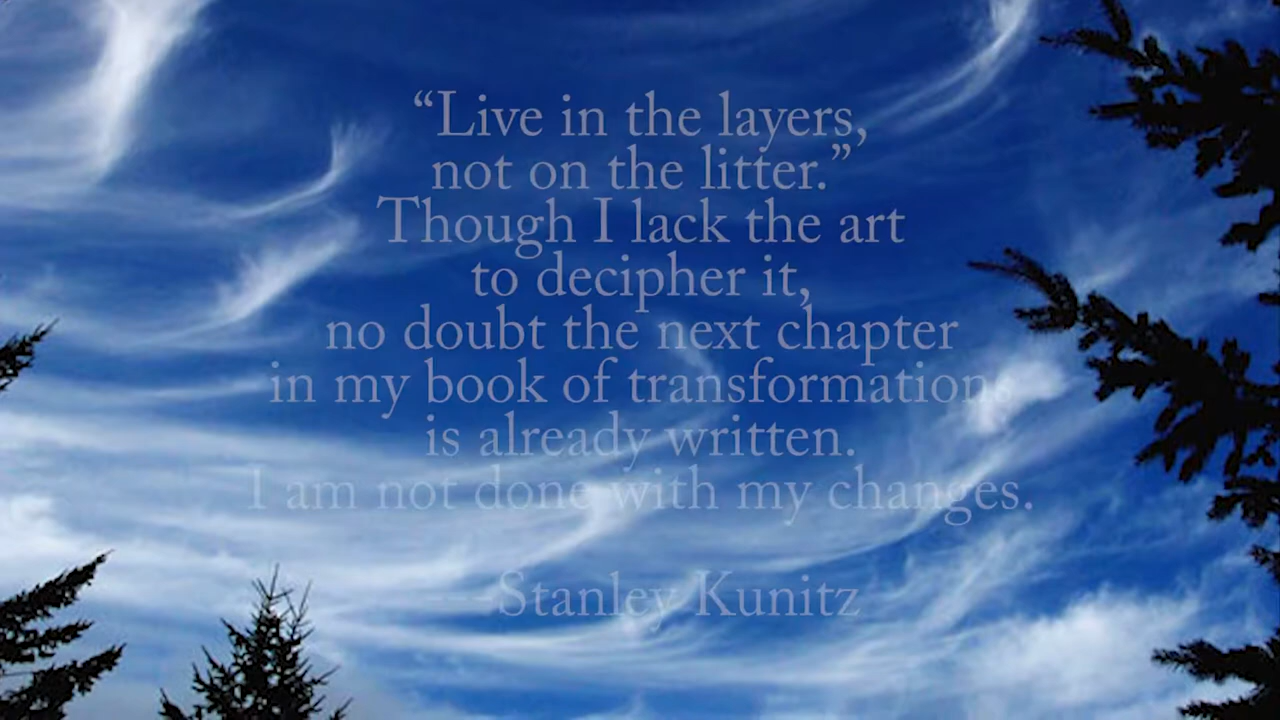 “Live in the layers,
not on the litter.”
Though I lack the art
to decipher it,
no doubt the next chapter
in my book of transformations
is already written.
I am not done with my changes.
—Stanley Kunitz